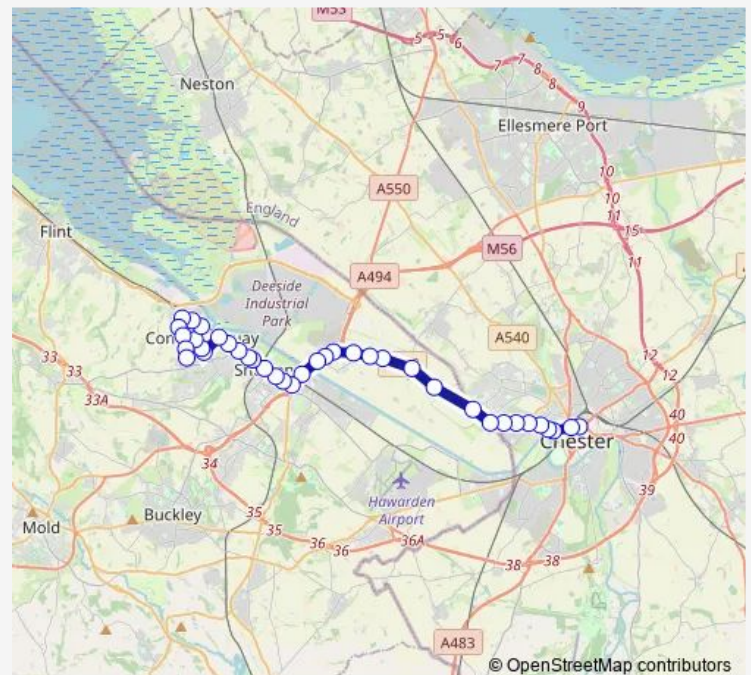 M53
5
5
6
7
7
8
8
9
Neston
Ellesmere Port
10
10
11
15
11
A550
England
Flint
M56
A494
Deeside
Industrial
Park
A540
33
33
33A
12
12
40
40
Chester
34
Hawarden
Airport
39
Mold
Buckley
35
35
36
36
36A
38
38
A483
© OpenStreetMap contributors